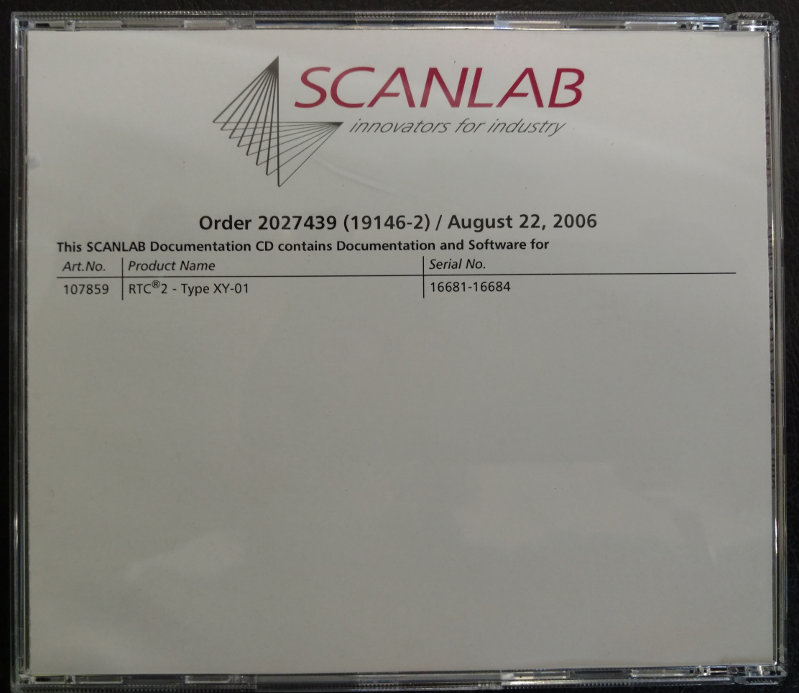 SCANLAB
innovators for industry
Order 2027439 (19146-2) / August 22, 2006
This SCANLAB Documentation CD contains Documentation and Software for
Art.No. Product Name Serial No.
107859 RTC®2 - Type XY-01 16681-16684